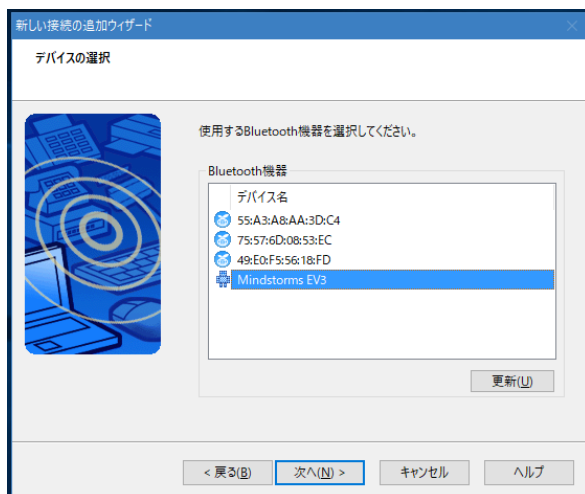 新しい接続の追加ウィザード
デバイスの選択
使用するBluetooth機器を選択してください。
Bluetooth機器
デバイス名
55:A3:A8:AA:3D:C4
75:57:6D:08:53:EC
49:E0:F5:56:18:FD
Mindstorms EV3
更新(U)
< 戻る(B) 次へ(N) > キャンセル ヘルプ